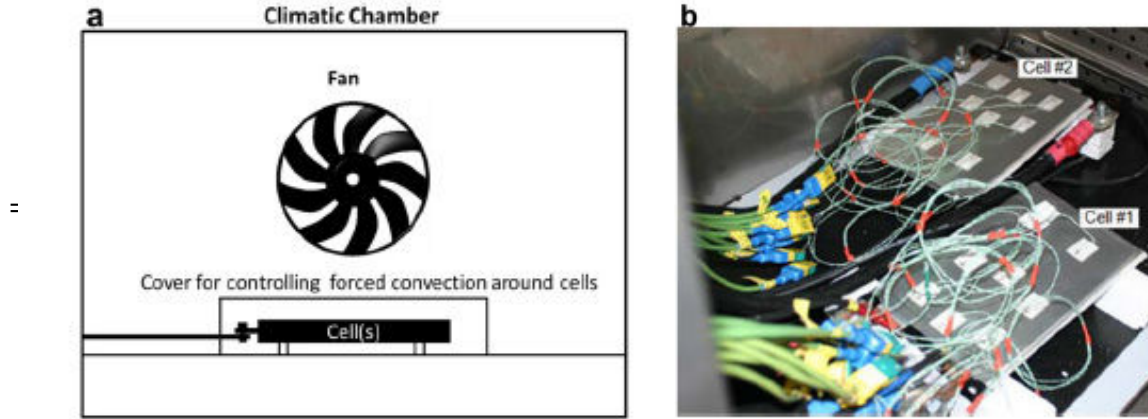 a
Climatic Chamber
Fan
Cover for controlling forced convection around cells
Cell(s)
=
b
Cell #2
Cell #1